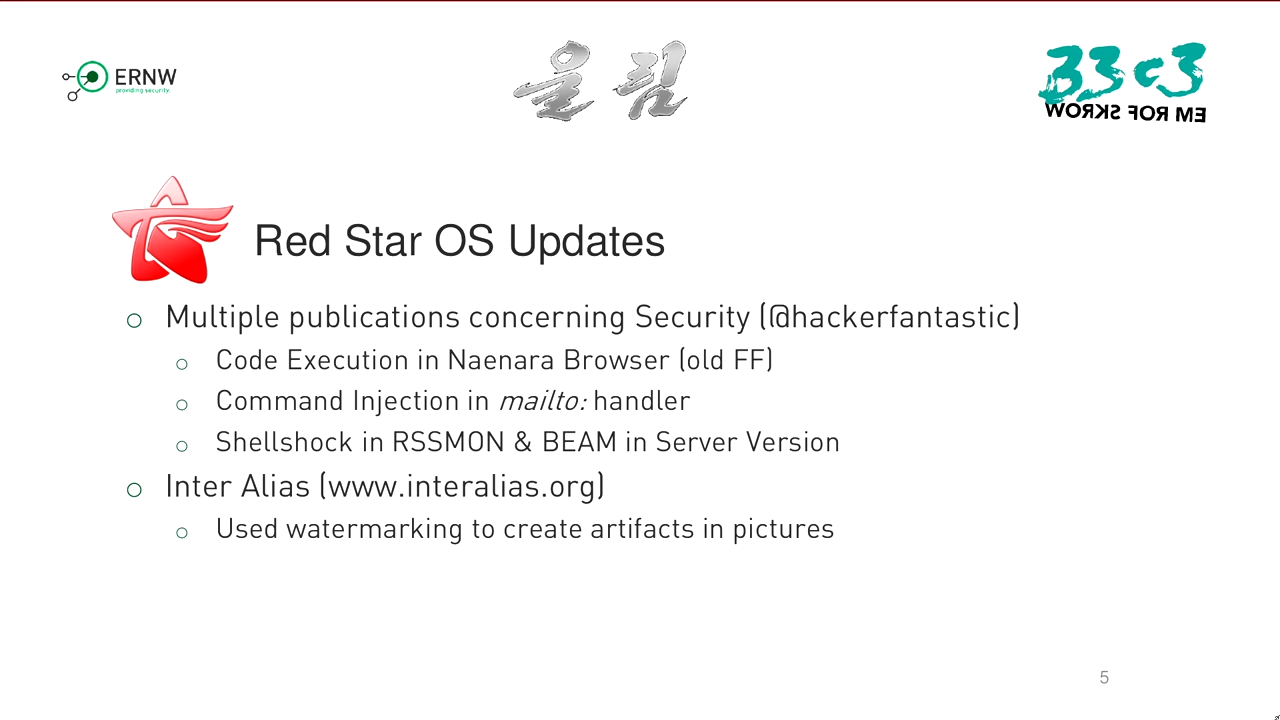 ERNW
providing security.
울림
33c3
WORKS FOR ME
Red Star OS Updates
o Multiple publications concerning Security (@hackerfantastic)
o Code Execution in Naenara Browser (old FF)
o Command Injection in mailto: handler
o Shellshock in RSSMON & BEAM in Server Version
o Inter Alias (www.interalias.org)
o Used watermarking to create artifacts in pictures
5